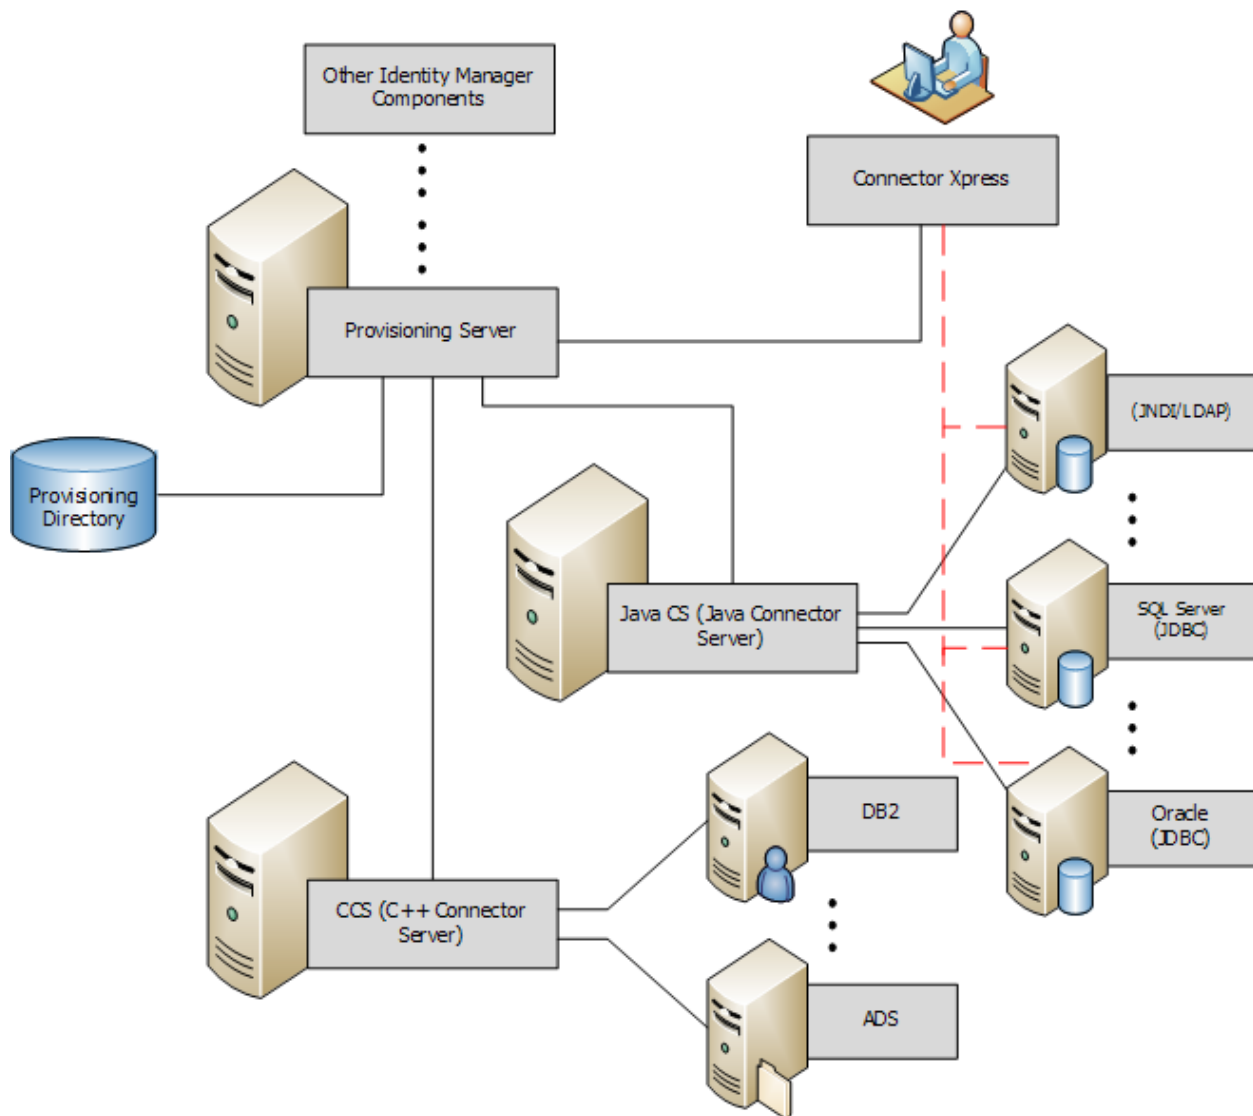 Other Identity Manager
Components
Connector Xpress
Provisioning Server
(JNDI/LDAP)
Provisioning
Directory
Java CS (Java Connector
Server)
SQL Server
(JDBC)
DB2
Oracle
(JDBC)
CCS (C++ Connector
Server)
ADS